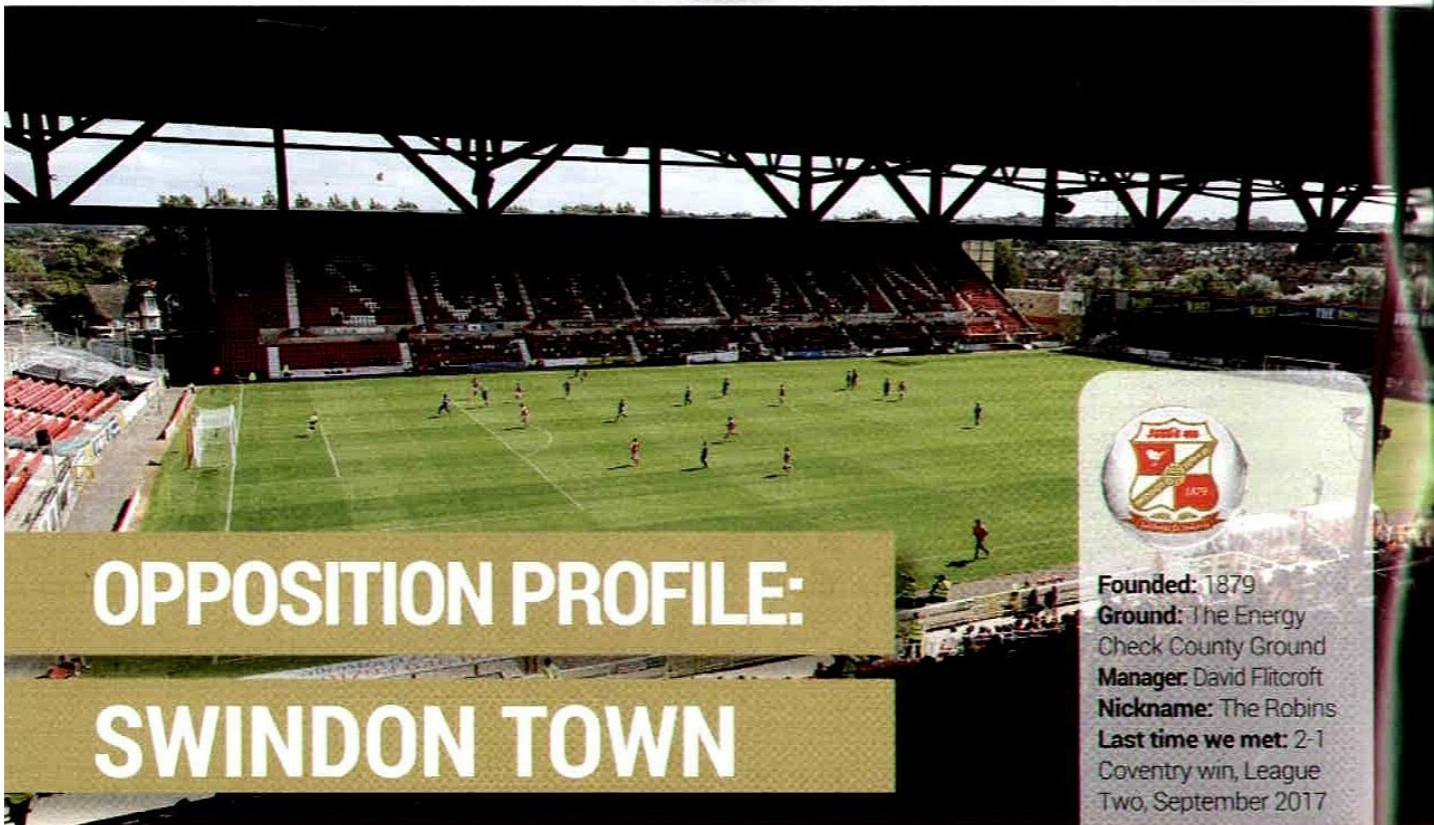 OPPOSITION PROFILE:
SWINDON TOWN
1879
Founded: 1879
Ground: The Energy
Check County Ground
Manager: David Flitcroft
Nickname: The Robins
Last time we met: 2-1
Coventry win, League
Two, September 2017